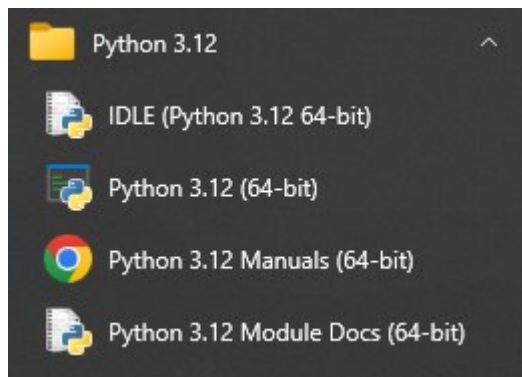 Python 3.12
IDLE (Python 3.12 64-bit)
Python 3.12 (64-bit)
Python 3.12 Manuals (64-bit)
Python 3.12 Module Docs (64-bit)